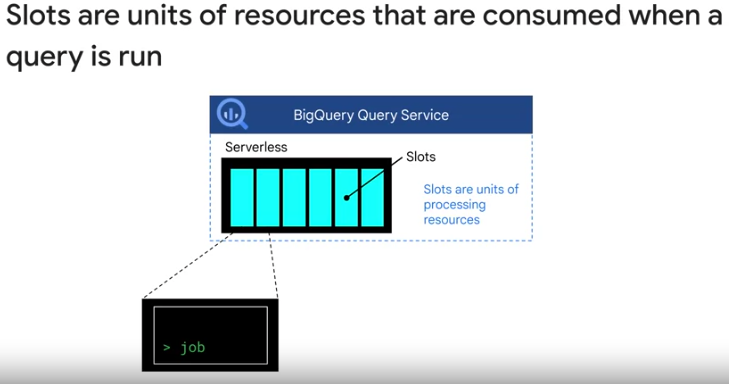 Slots are units of resources that are consumed when a
query is run
BigQuery Query Service
Serverless
Slots
Slots are units of
processing
resources
> job